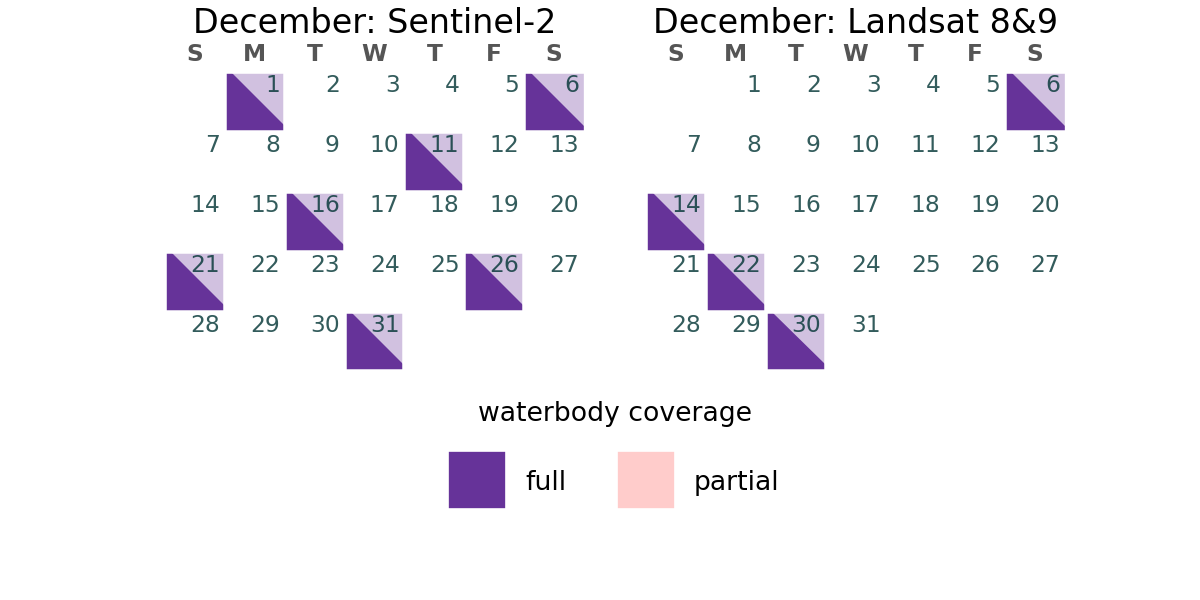 December: Sentinel-2
S M T W T F S
1 2 3 4 5 6
7 8 9 10 11 12 13
14 15 16 17 18 19 20
21 22 23 24 25 26 27
28 29 30 31
December: Landsat 8&9
S M T W T F S
1 2 3 4 5 6
7 8 9 10 11 12 13
14 15 16 17 18 19 20
21 22 23 24 25 26 27
28 29 30 31
waterbody coverage
full partial